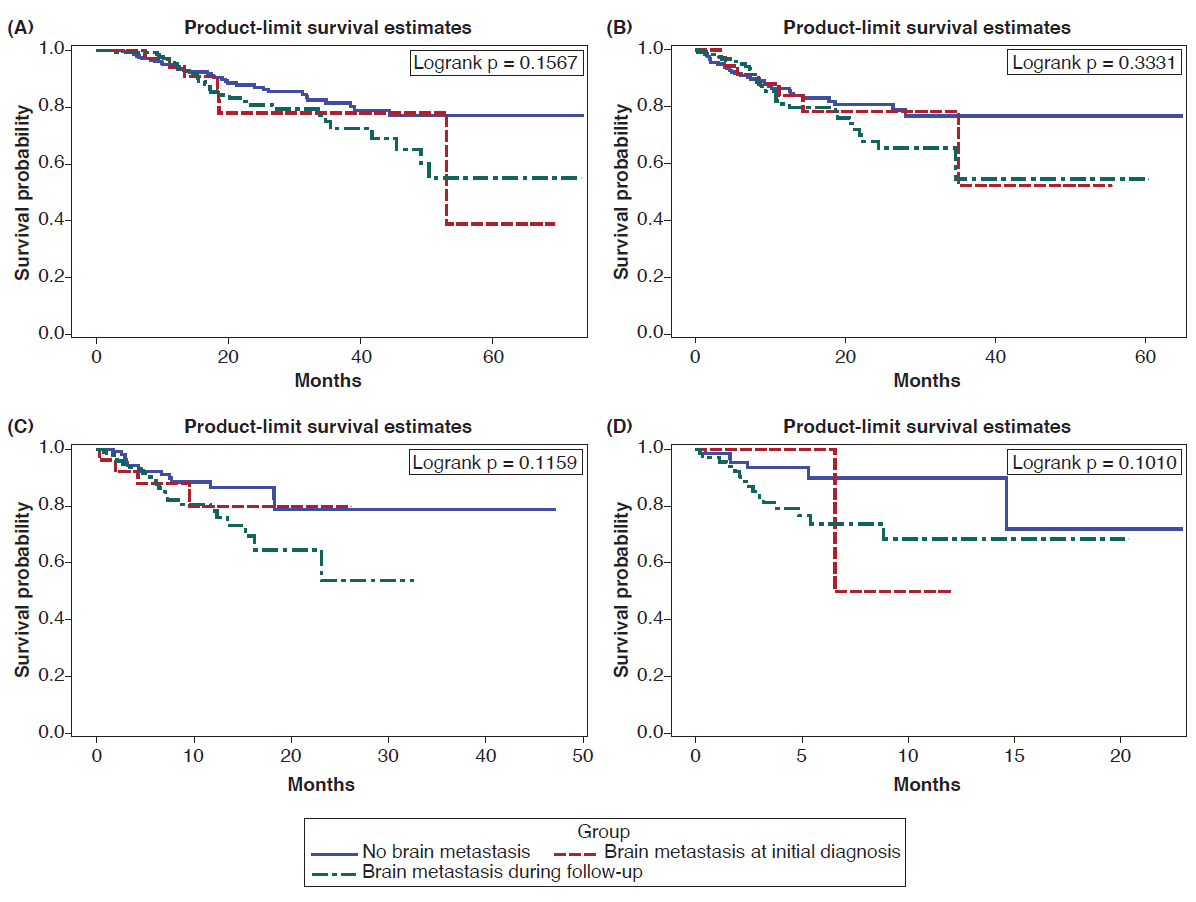 (A) Product-limit survival estimates
Logrank p = 0.1567
Survival probability
1.0
0.8
0.6
0.4
0.2
0.0
0 20 40 60
Months
(B) Product-limit survival estimates
Logrank p = 0.3331
Survival probability
1.0
0.8
0.6
0.4
0.2
0.0
0 20 40 60
Months
(C) Product-limit survival estimates
Logrank p = 0.1159
Survival probability
1.0
0.8
0.6
0.4
0.2
0.0
0 10 20 30 40 50
Months
(D) Product-limit survival estimates
Logrank p = 0.1010
Survival probability
1.0
0.8
0.6
0.4
0.2
0.0
0 5 10 15 20
Months
Group
No brain metastasis Brain metastasis at initial diagnosis
Brain metastasis during follow-up